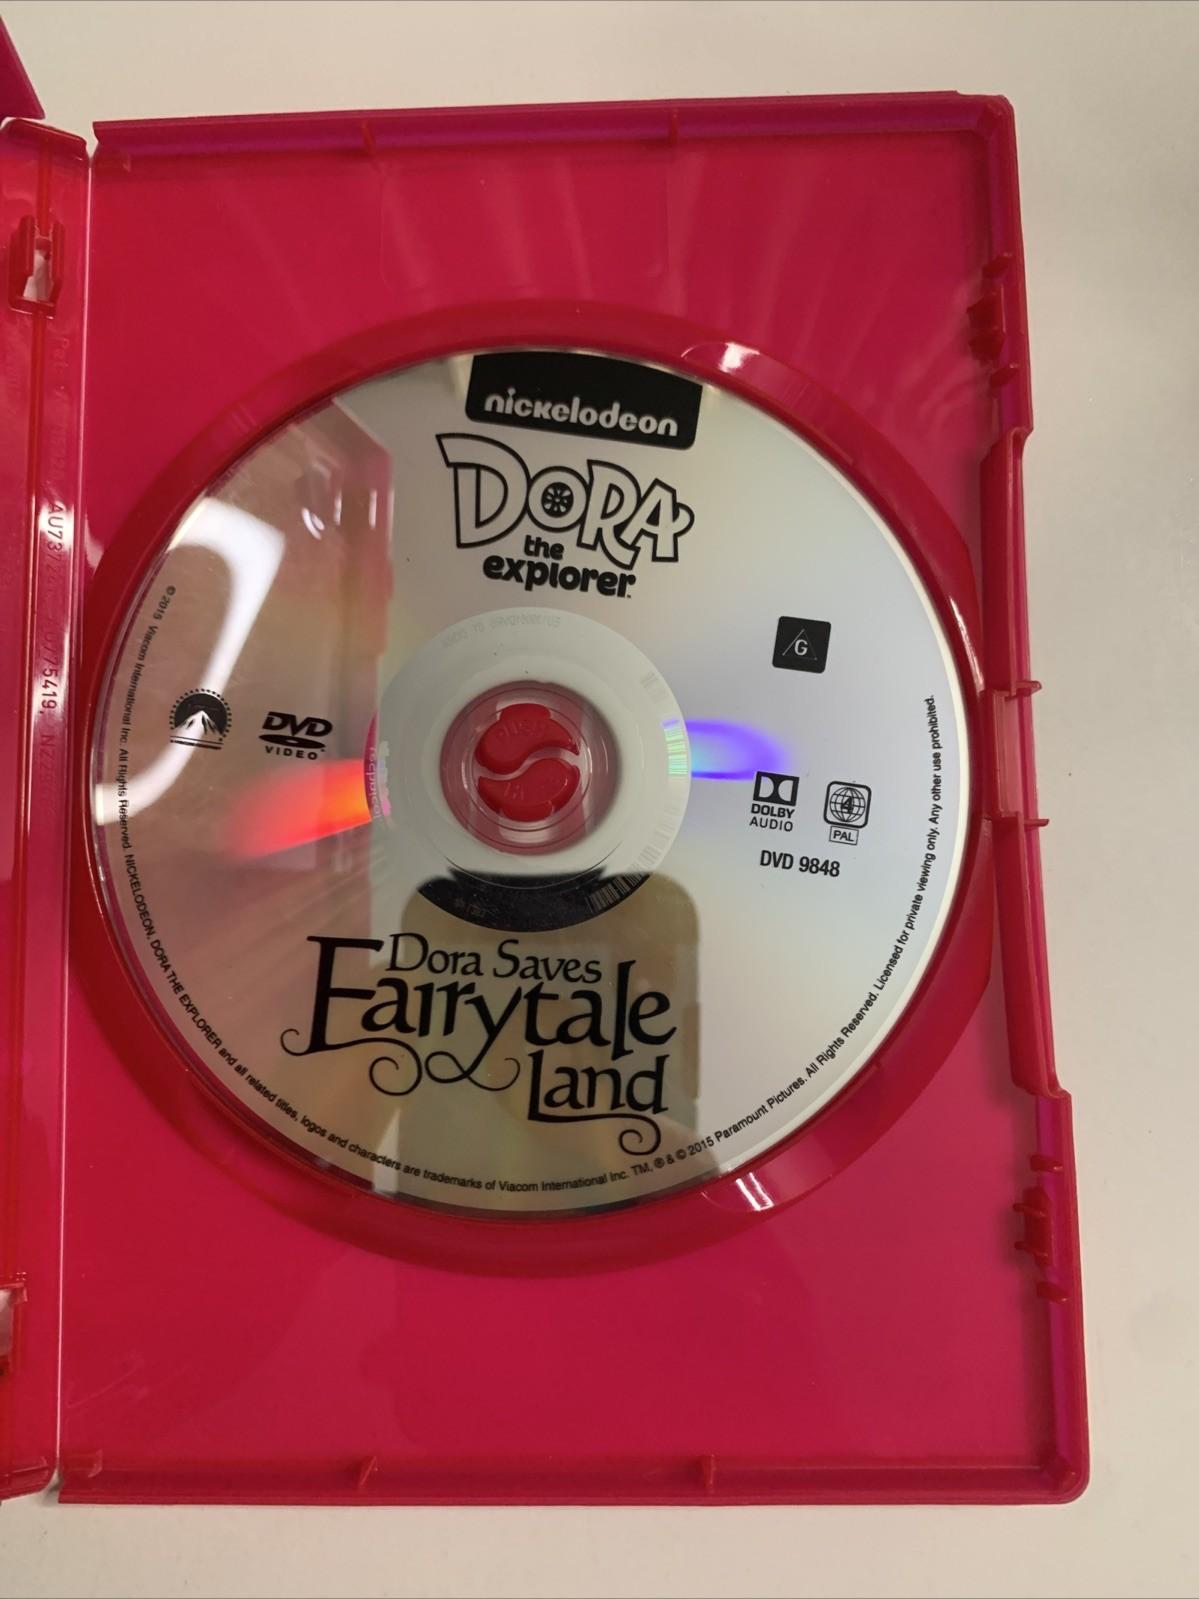 nickelodeon
DORA
the
explorer™
G
DVD
VIDEO
DOLBY
AUDIO
4
PAL
DVD 9848
PUSH
Dora Saves
Fairytale
Land
© 2015 Viacom International Inc. All Rights Reserved. NICKELODEON, DORA THE EXPLORER and all related titles, logos and characters are trademarks of Viacom International Inc. TM, ® & © 2015 Paramount Pictures. All Rights Reserved. Licensed for private viewing only. Any other use prohibited.